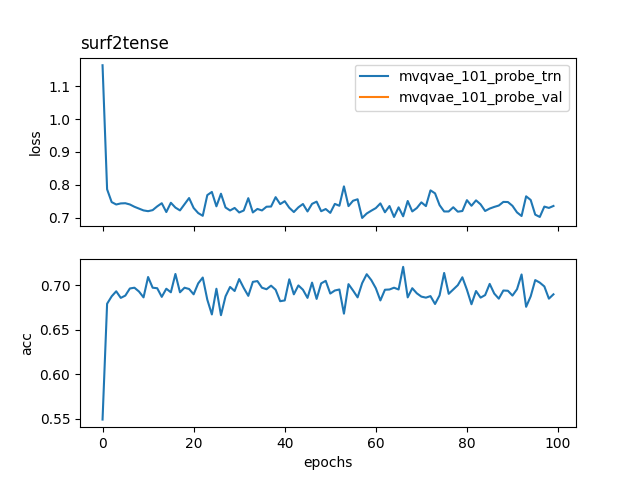 surf2tense
mvqvae_101_probe_trn
mvqvae_101_probe_val
loss
1.1
1.0
0.9
0.8
0.7
acc
0.70
0.65
0.60
0.55
0 20 40 60 80 100
epochs